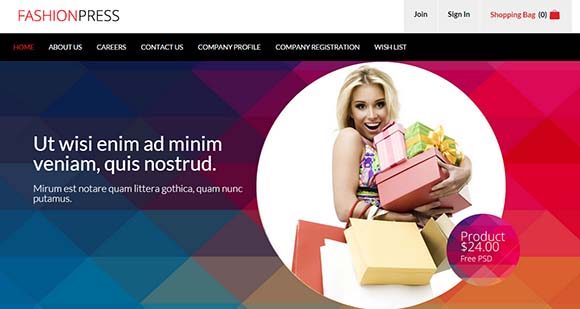 FASHIONPRESS
Join Sign In Shopping Bag (0)
HOME ABOUT US CAREERS CONTACT US COMPANY PROFILE COMPANY REGISTRATION WISH LIST
Ut wisi enim ad minim
veniam, quis nostrud.
Mirum est notare quam littera gothica, quam nunc
putamus.
Product
$24.00
Free PSD